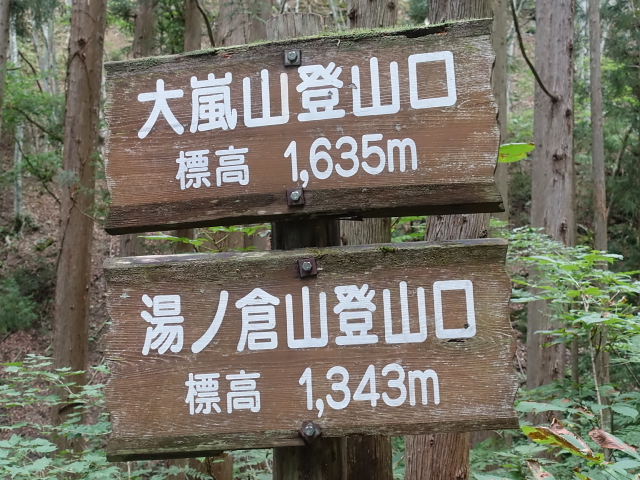 大嵐山登山口
標高 1,635m
湯ノ倉山登山口
標高 1,343m